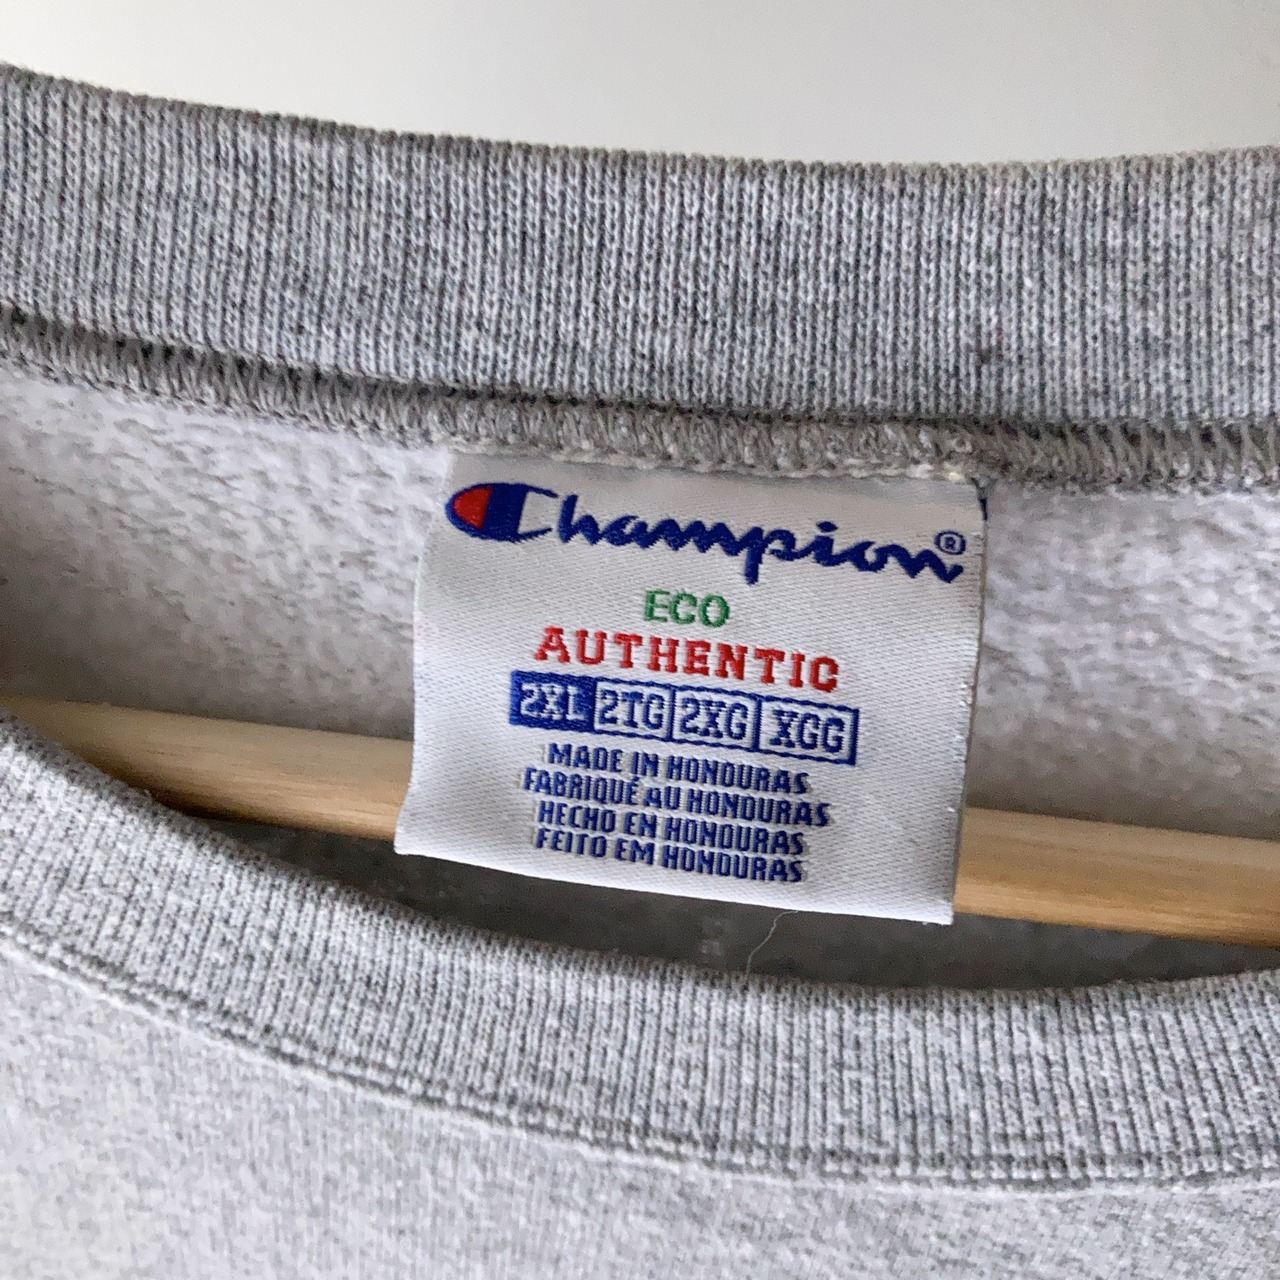 Champion®
ECO
AUTHENTIC
2XL 2TG 2XG XGG
MADE IN HONDURAS
FABRIQUÉ AU HONDURAS
HECHO EN HONDURAS
FEITO EM HONDURAS